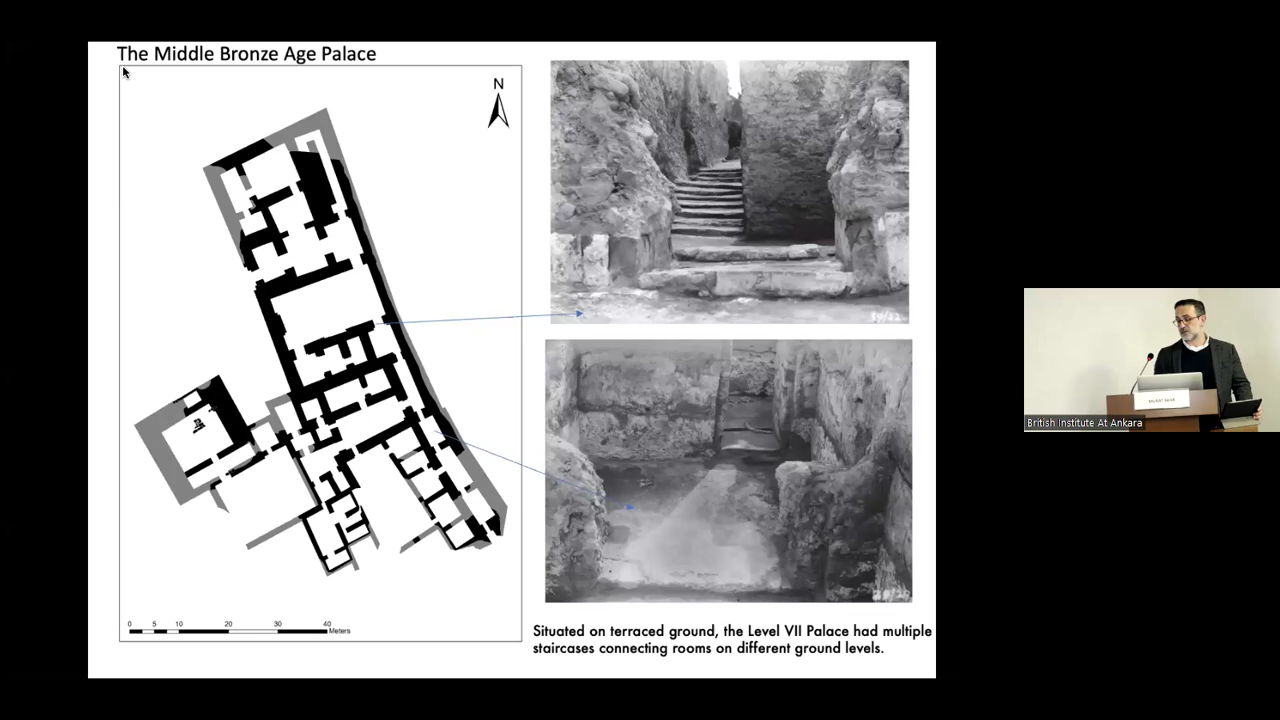 The Middle Bronze Age Palace
N
0 5 10 20 30 40
Meters
Situated on terraced ground, the Level VII Palace had multiple
staircases connecting rooms on different ground levels.
British Institute At Ankara